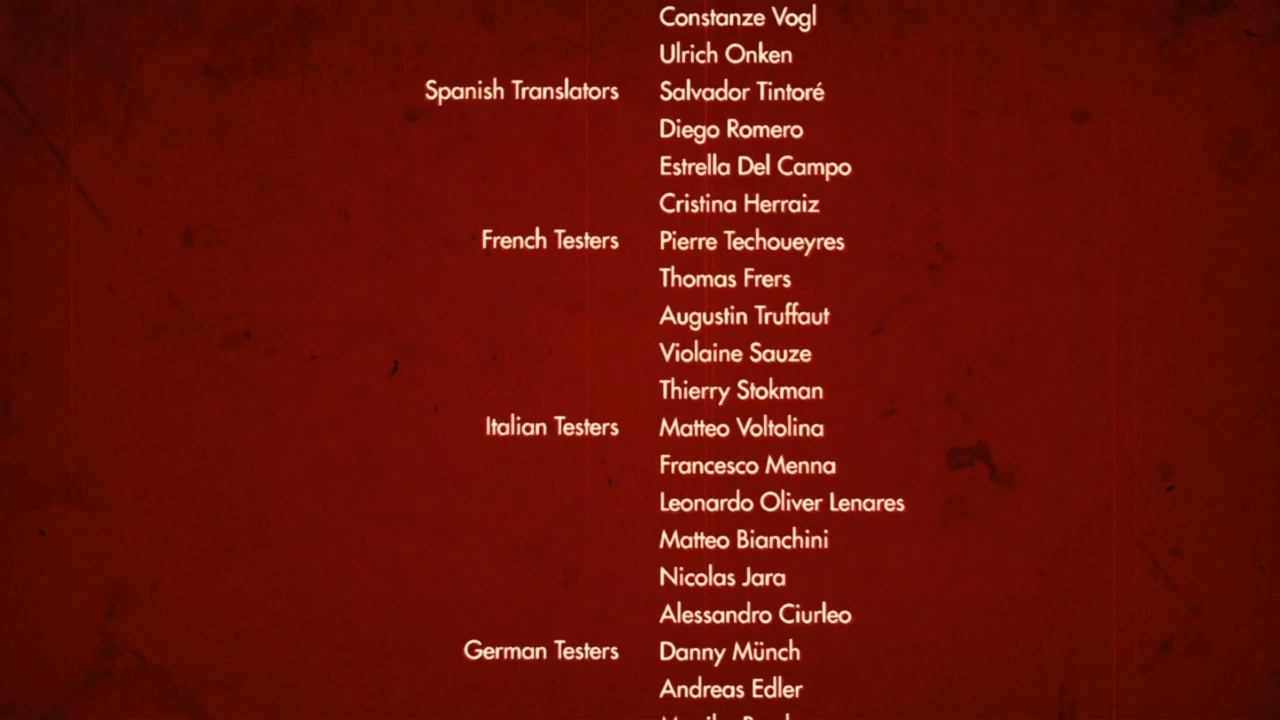 Constanze Vogl
Ulrich Onken
Spanish Translators Salvador Tintoré
Diego Romero
Estrella Del Campo
Cristina Herraiz
French Testers Pierre Techoueyres
Thomas Frers
Augustin Truffaut
Violaine Sauze
Thierry Stokman
Italian Testers Matteo Voltolina
Francesco Menna
Leonardo Oliver Lenares
Matteo Bianchini
Nicolas Jara
Alessandro Ciurleo
German Testers Danny Münch
Andreas Edler